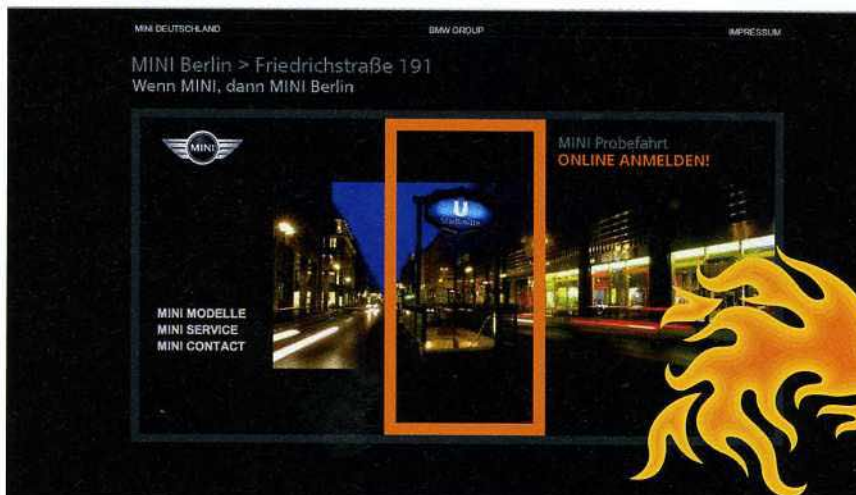 MINI DEUTSCHLAND
BMW GROUP
IMPRESSUM
MINI Berlin > Friedrichstraße 191
Wenn MINI, dann MINI Berlin
MINI
MINI Probefahrt
ONLINE ANMELDEN!
U
Stadtmitte
MINI MODELLE
MINI SERVICE
MINI CONTACT